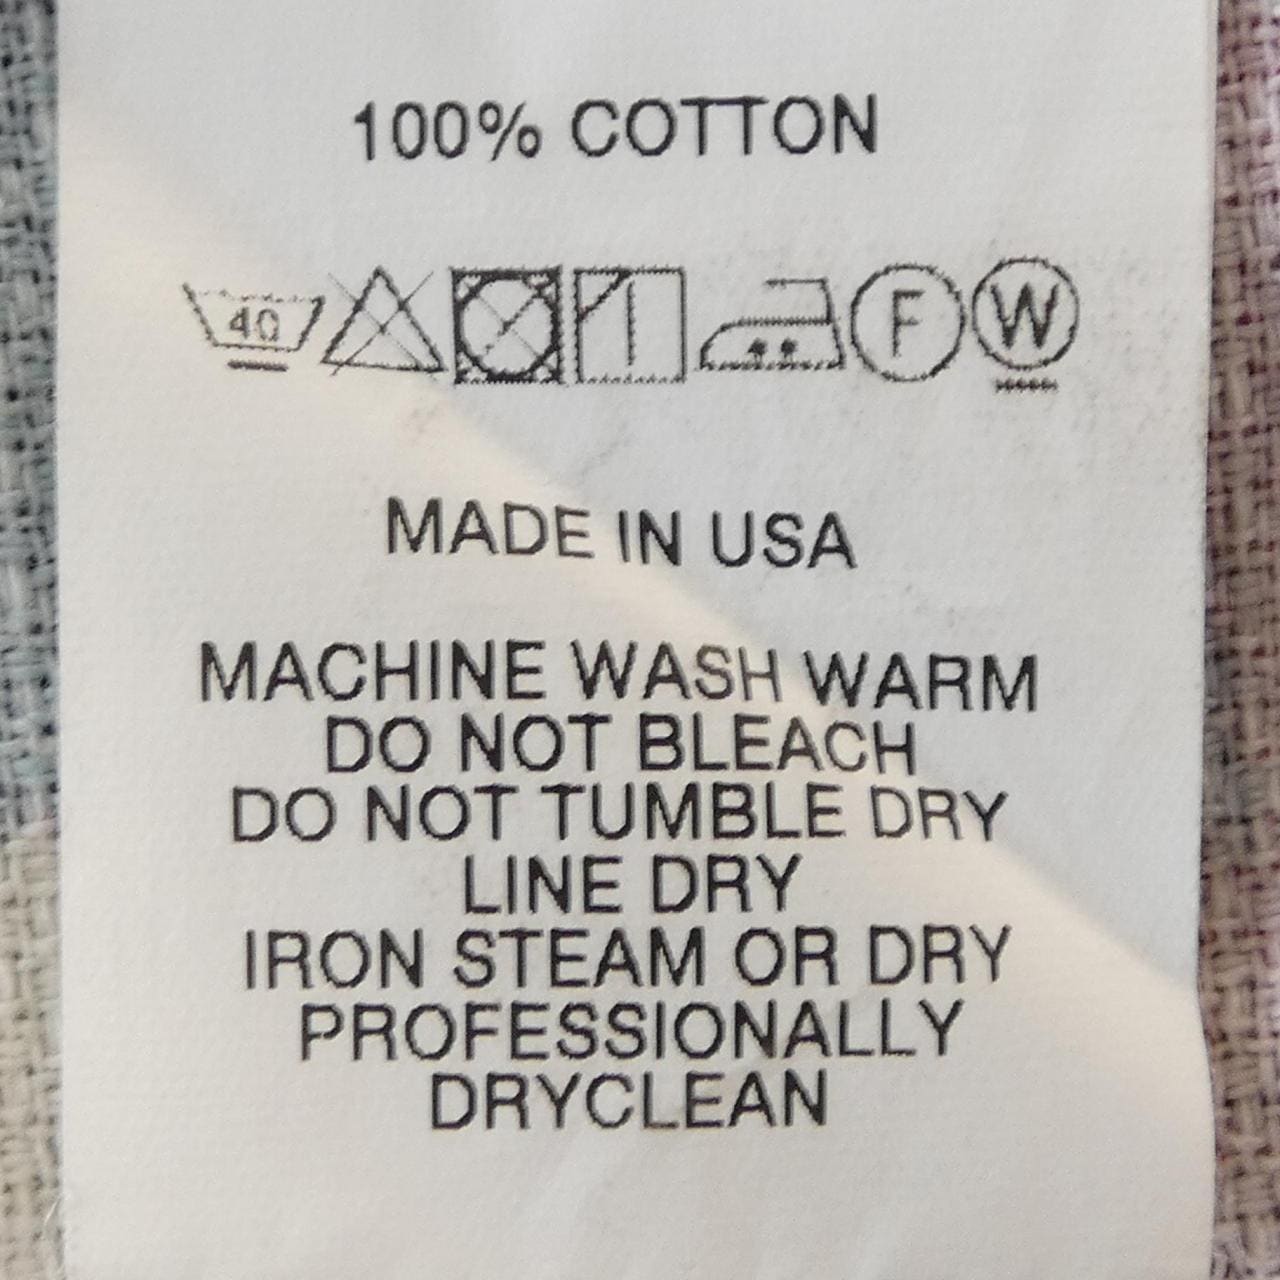 100% COTTON
40 F W
MADE IN USA
MACHINE WASH WARM
DO NOT BLEACH
DO NOT TUMBLE DRY
LINE DRY
IRON STEAM OR DRY
PROFESSIONALLY
DRYCLEAN